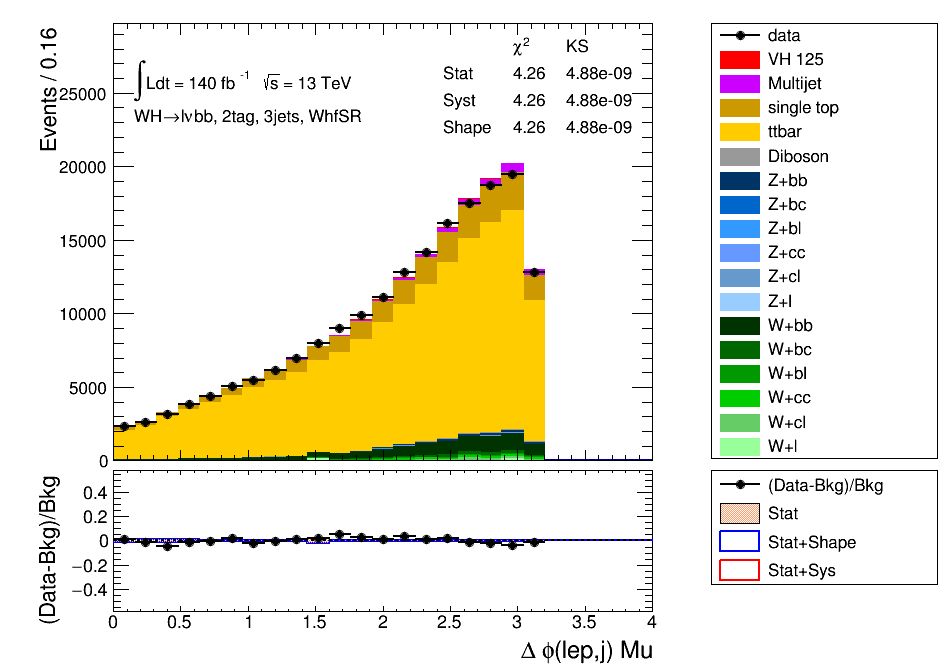 Events / 0.16
25000
20000
15000
10000
5000
0
∫Ldt = 140 fb⁻¹ √s = 13 TeV
WH→lνbb, 2tag, 3jets, WhfSR
χ² KS
Stat 4.26 4.88e-09
Syst 4.26 4.88e-09
Shape 4.26 4.88e-09
data
VH 125
Multijet
single top
ttbar
Diboson
Z+bb
Z+bc
Z+bl
Z+cc
Z+cl
Z+l
W+bb
W+bc
W+bl
W+cc
W+cl
W+l
(Data-Bkg)/Bkg
0.4
0.2
0
−0.2
−0.4
0 0.5 1 1.5 2 2.5 3 3.5 4
Δ ϕ(lep,j) Mu
(Data-Bkg)/Bkg
Stat
Stat+Shape
Stat+Sys